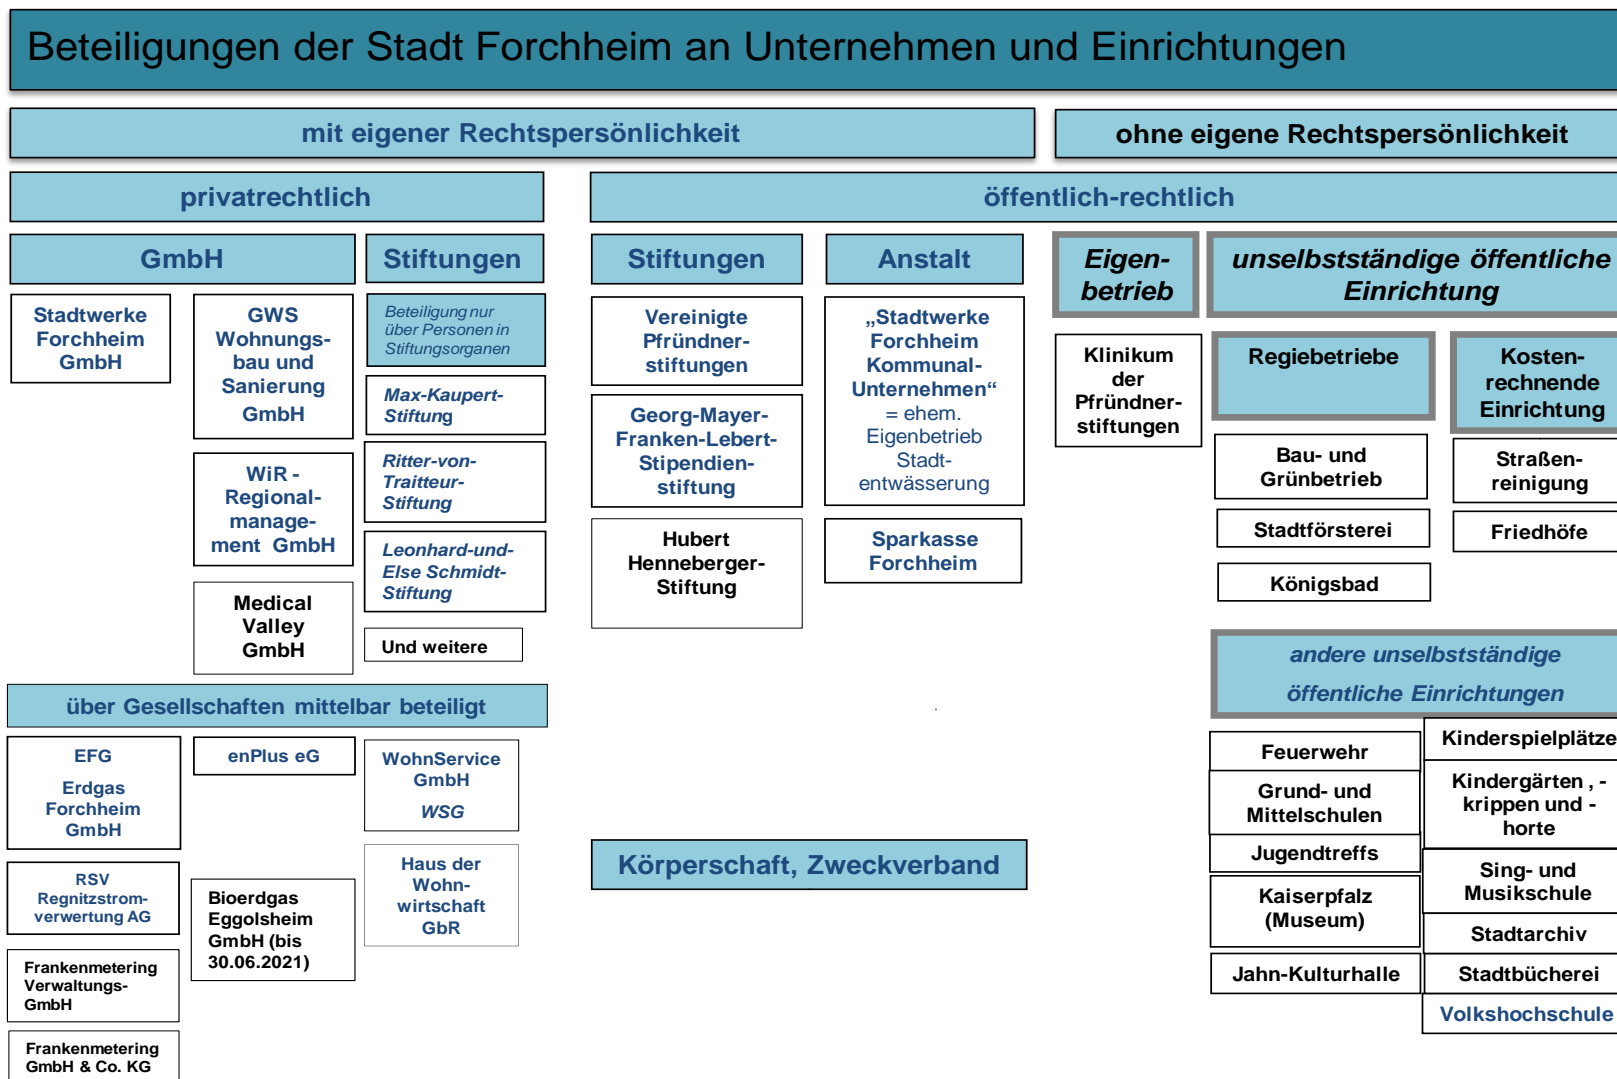 Beteiligungen der Stadt Forchheim an Unternehmen und Einrichtungen
mit eigener Rechtspersönlichkeit
ohne eigene Rechtspersönlichkeit
privatrechtlich
öffentlich-rechtlich
GmbH
Stiftungen
Stiftungen
Anstalt
Eigen-
betrieb
unselbstständige öffentliche
Einrichtung
Stadtwerke
Forchheim
GmbH
GWS
Wohnungs-
bau und
Sanierung
GmbH
WiR -
Regional-
manage-
ment GmbH
Medical
Valley
GmbH
Beteiligung nur
über Personen in
Stiftungsorganen
Max-Kaupert-
Stiftung
Ritter-von-
Traitteur-
Stiftung
Leonhard-und-
Else Schmidt-
Stiftung
Und weitere
Vereinigte
Pfründner-
stiftungen
Georg-Mayer-
Franken-Lebert-
Stipendien-
stiftung
Hubert
Henneberger-
Stiftung
„Stadtwerke
Forchheim
Kommunal-
Unternehmen“
= ehem.
Eigenbetrieb
Stadt-
entwässerung
Sparkasse
Forchheim
Klinikum
der
Pfründner-
stiftungen
Regiebetriebe
Bau- und
Grünbetrieb
Stadtförsterei
Königsbad
Kosten-
rechnende
Einrichtung
Straßen-
reinigung
Friedhöfe
über Gesellschaften mittelbar beteiligt
EFG
Erdgas
Forchheim
GmbH
RSV
Regnitzstrom-
verwertung AG
Frankenmetering
Verwaltungs-
GmbH
Frankenmetering
GmbH & Co. KG
enPlus eG
Bioerdgas
Eggolsheim
GmbH (bis
30.06.2021)
WohnService
GmbH
WSG
Haus der
Wohn-
wirtschaft
GbR
Körperschaft, Zweckverband
andere unselbstständige
öffentliche Einrichtungen
Feuerwehr
Grund- und
Mittelschulen
Jugendtreffs
Kaiserpfalz
(Museum)
Jahn-Kulturhalle
Kinderspielplätze
Kindergärten , -
krippen und -
horte
Sing- und
Musikschule
Stadtarchiv
Stadtbücherei
Volkshochschule